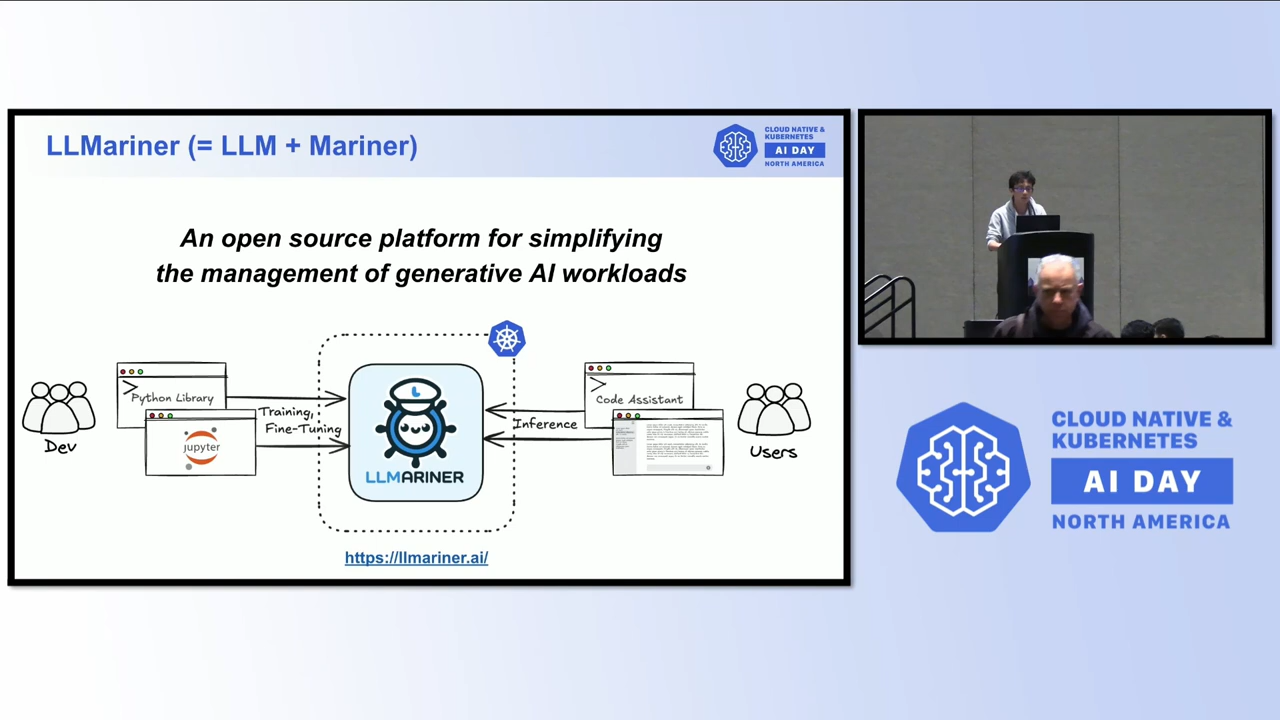 LLMariner (= LLM + Mariner)
CLOUD NATIVE &
KUBERNETES
AI DAY
NORTH AMERICA
An open source platform for simplifying
the management of generative AI workloads
Python Library
jupyter
Dev
Training,
Fine-Tuning
LLMARINER
Inference
Code Assistant
Users
https://llmariner.ai/
CLOUD NATIVE &
KUBERNETES
AI DAY
NORTH AMERICA